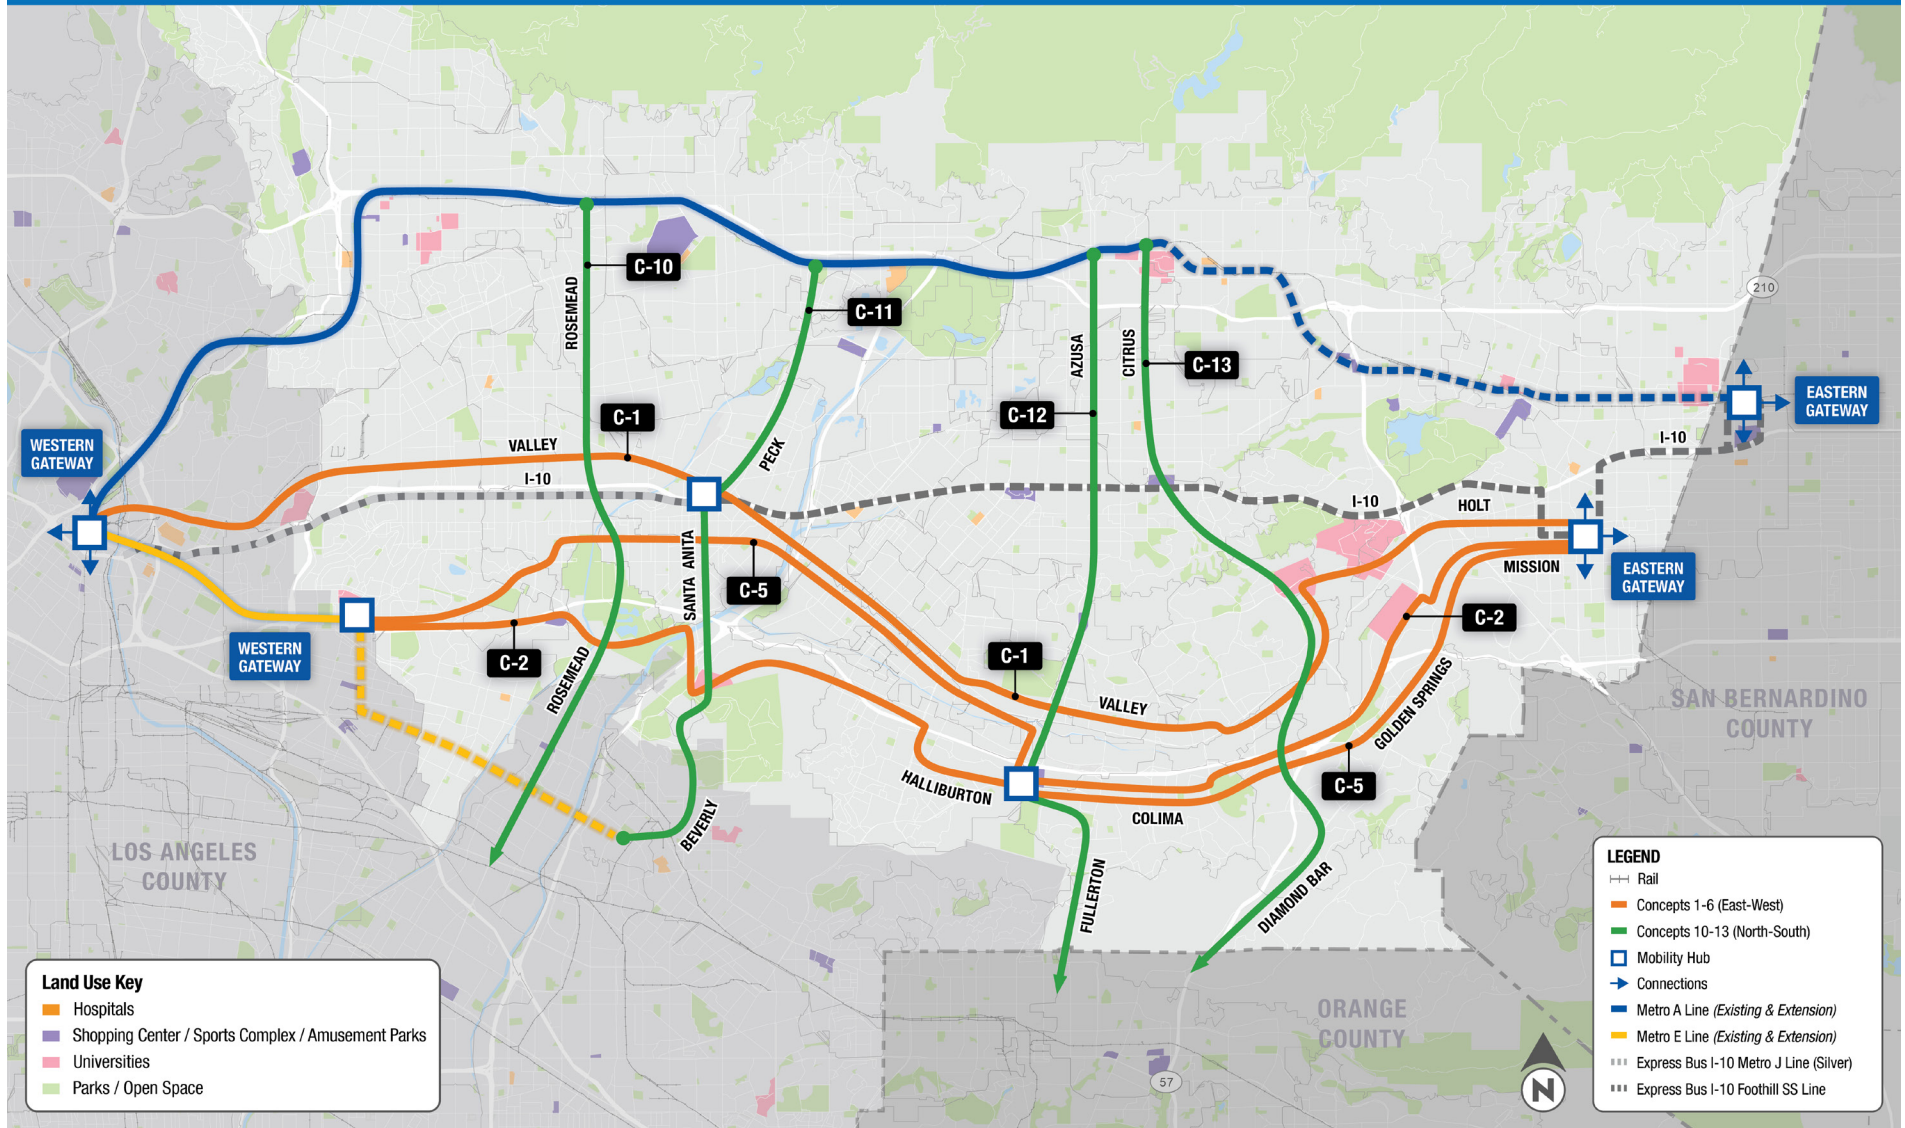 210
ROSEMEAD
C-10
C-11
AZUSA
CITRUS
C-13
C-12
C-1
EASTERN
GATEWAY
WESTERN
GATEWAY
VALLEY
PECK
I-10
I-10
I-10
HOLT
SANTA ANITA
C-5
MISSION
EASTERN
GATEWAY
C-2
WESTERN
GATEWAY
C-2
ROSEMEAD
C-1
VALLEY
GOLDEN SPRINGS
SAN BERNARDINO
COUNTY
HALLIBURTON
COLIMA
C-5
BEVERLY
LOS ANGELES
COUNTY
FULLERTON
DIAMOND BAR
ORANGE
COUNTY
57
N
Land Use Key
Hospitals
Shopping Center / Sports Complex / Amusement Parks
Universities
Parks / Open Space
LEGEND
Rail
Concepts 1-6 (East-West)
Concepts 10-13 (North-South)
Mobility Hub
Connections
Metro A Line (Existing & Extension)
Metro E Line (Existing & Extension)
Express Bus I-10 Metro J Line (Silver)
Express Bus I-10 Foothill SS Line